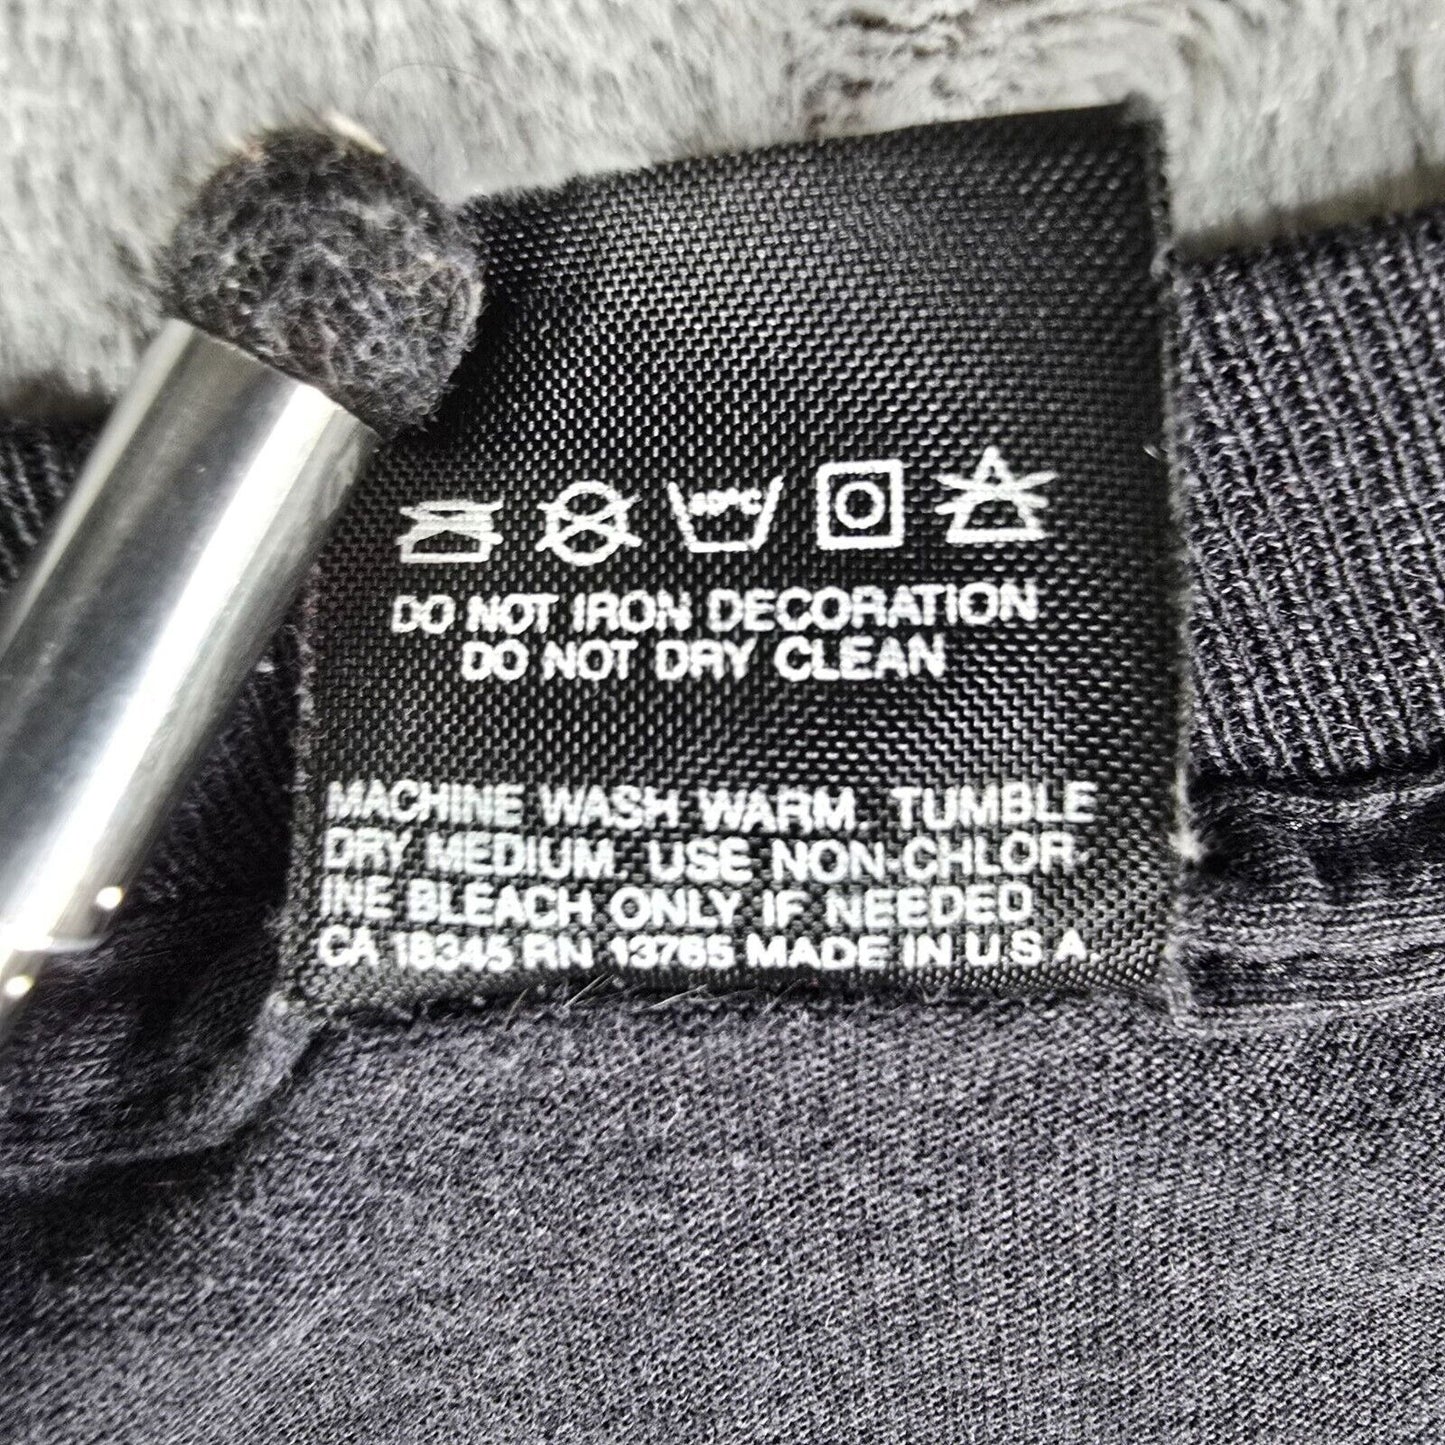 60°C
DO NOT IRON DECORATION
DO NOT DRY CLEAN
MACHINE WASH WARM. TUMBLE
DRY MEDIUM. USE NON-CHLOR-
INE BLEACH ONLY IF NEEDED
CA 18345 RN 13765 MADE IN U.S.A.